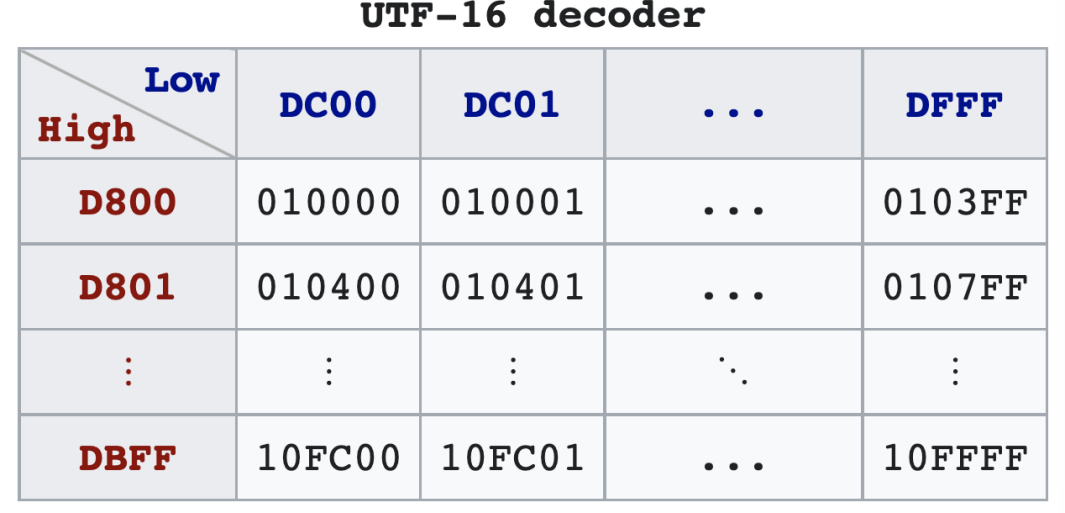 UTF-16 decoder
Low
High
DC00 DC01 ... DFFF
D800 010000 010001 ... 0103FF
D801 010400 010401 ... 0107FF
⋮ ⋮ ⋮ ⋱ ⋮
DBFF 10FC00 10FC01 ... 10FFFF